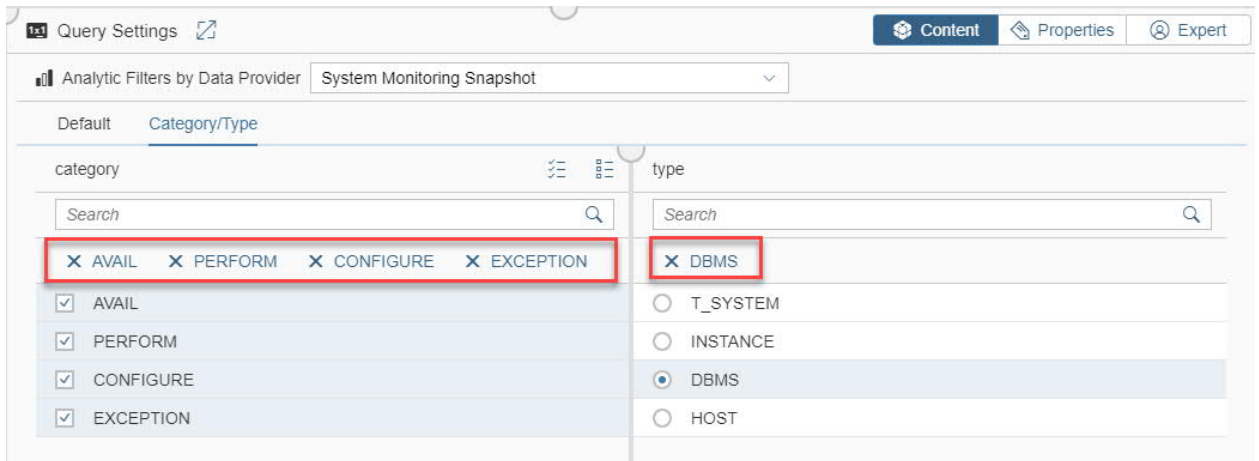 1x1 Query Settings Content Properties Expert
Analytic Filters by Data Provider System Monitoring Snapshot
Default Category/Type
category type
Search Search
AVAIL PERFORM CONFIGURE EXCEPTION DBMS
AVAIL T_SYSTEM
PERFORM INSTANCE
CONFIGURE DBMS
EXCEPTION HOST